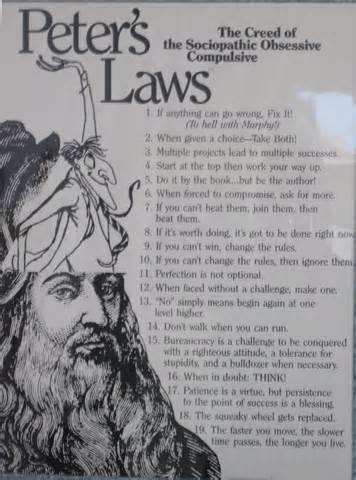 Peter's
Laws
The Creed of
the Sociopathic Obsessive
Compulsive
1. If anything can go wrong, Fix It!
(To hell with Murphy!)
2. When given a choice—Take Both!
3. Multiple projects lead to multiple successes.
4. Start at the top then work your way up.
5. Do it by the book...but be the author!
6. When forced to compromise, ask for more.
7. If you can't beat them, join them, then
beat them.
8. If it's worth doing, it's got to be done right now.
9. If you can't win, change the rules.
10. If you can't change the rules, then ignore them.
11. Perfection is not optional.
12. When faced without a challenge, make one.
13. "No" simply means begin again at one
level higher.
14. Don't walk when you can run.
15. Bureaucracy is a challenge to be conquered
with a righteous attitude, a tolerance for
stupidity, and a bulldozer when necessary.
16. When in doubt: THINK!
17. Patience is a virtue, but persistence
to the point of success is a blessing.
18. The squeaky wheel gets replaced.
19. The faster you move, the slower
time passes, the longer you live.